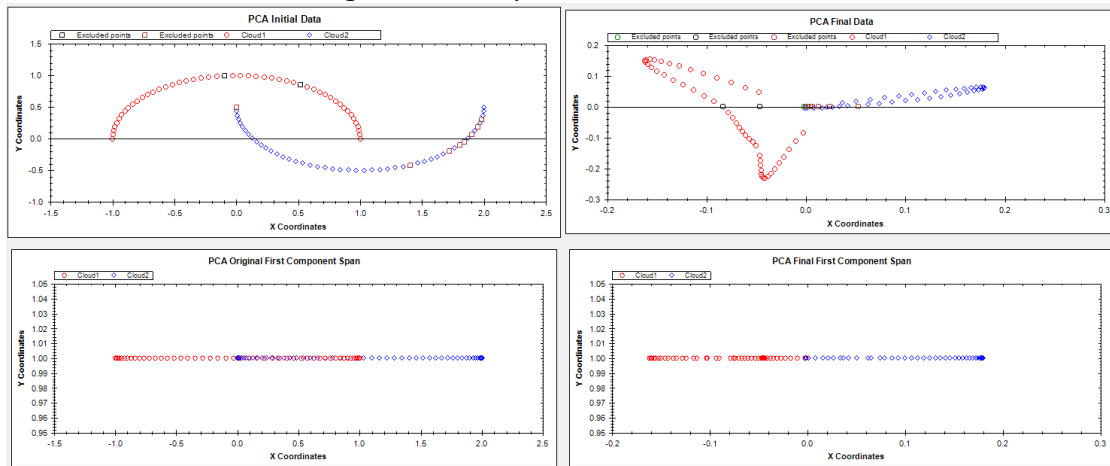 PCA Initial Data
Excluded points Excluded points Cloud1 Cloud2
1.5
1.0
0.5
0.0
-0.5
-1.0
Y Coordinates
-1.5 -1.0 -0.5 0.0 0.5 1.0 1.5 2.0 2.5
X Coordinates
PCA Final Data
Excluded points Excluded points Excluded points Cloud1 Cloud2
0.2
0.1
0.0
-0.1
-0.2
-0.3
Y Coordinates
-0.2 -0.1 0.0 0.1 0.2 0.3
X Coordinates
PCA Original First Component Span
Cloud1 Cloud2
1.05
1.04
1.03
1.02
1.01
1.00
0.99
0.98
0.97
0.96
0.95
Y Coordinates
-1.5 -1.0 -0.5 0.0 0.5 1.0 1.5 2.0 2.5
X Coordinates
PCA Final First Component Span
Cloud1 Cloud2
1.05
1.04
1.03
1.02
1.01
1.00
0.99
0.98
0.97
0.96
0.95
Y Coordinates
-0.2 -0.1 0.0 0.1 0.2 0.3
X Coordinates